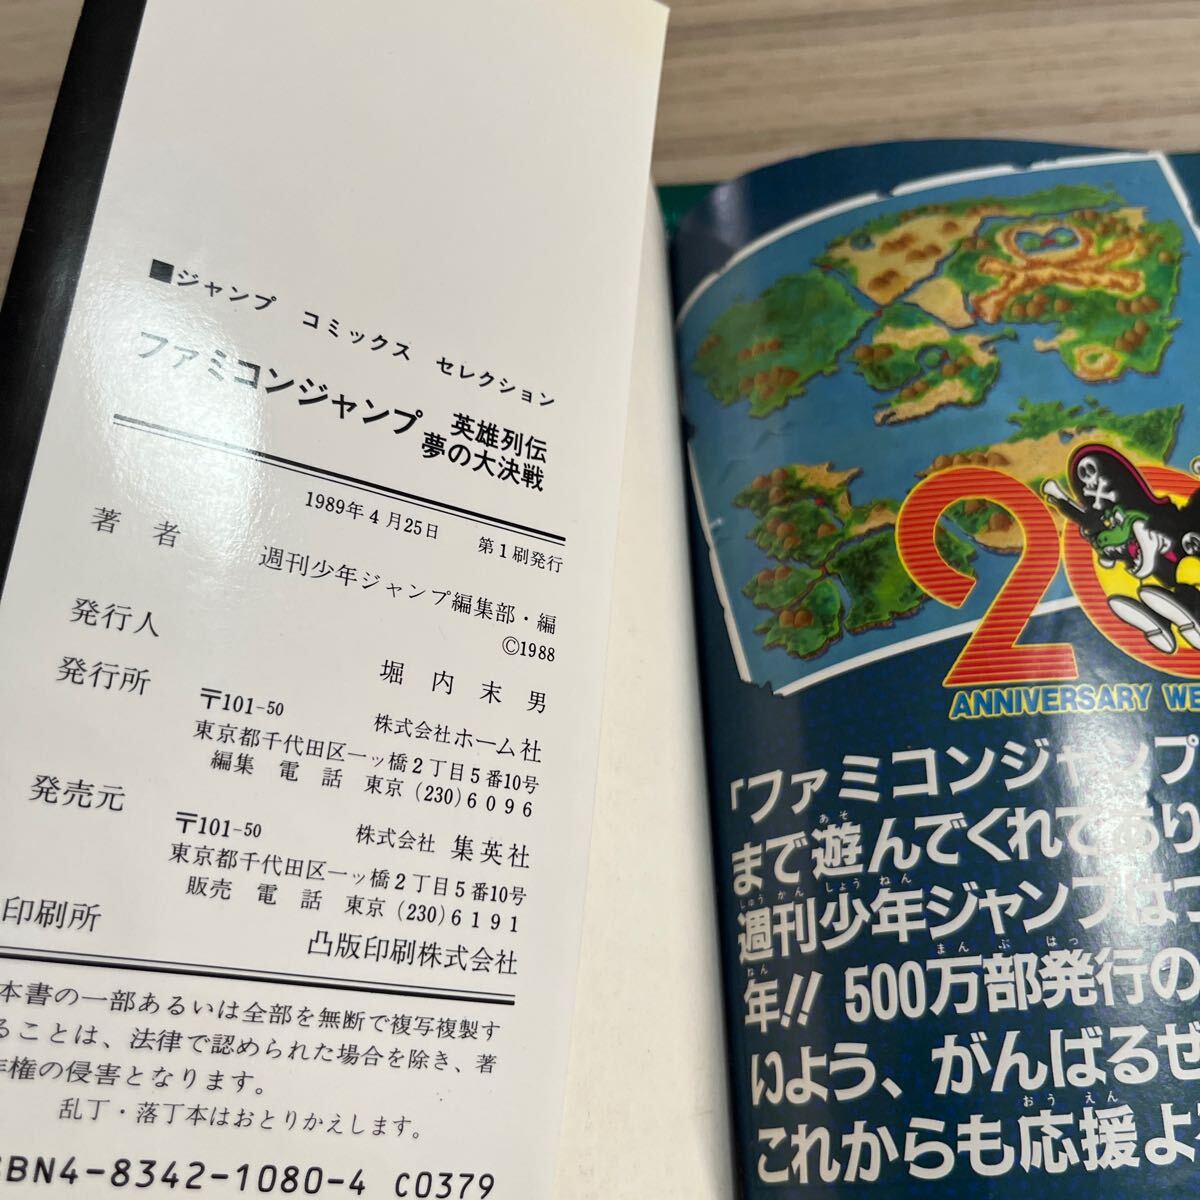 ■ジャンプ コミックス セレクション
ファミコンジャンプ 英雄列伝
夢の大決戦
1989年4月25日 第1刷発行
著者 週刊少年ジャンプ編集部・編
©1988
発行人 堀内末男
発行所 株式会社ホーム社
〒101-50
東京都千代田区一ッ橋2丁目5番10号
編集 電話 東京(230)6096
発売元 株式会社 集英社
〒101-50
東京都千代田区一ッ橋2丁目5番10号
販売 電話 東京(230)6191
印刷所 凸版印刷株式会社
本書の一部あるいは全部を無断で複写複製す
ることは、法律で認められた場合を除き、著
作権の侵害となります。
乱丁・落丁本はおとりかえします。
SBN4-8342-1080-4 C0379
20
ANNIVERSARY WE
「ファミコンジャンプ
まで遊んでくれてあり
週刊少年ジャンプは
年!! 500万部発行の
いよう、がんばるぜ
これからも応援よ